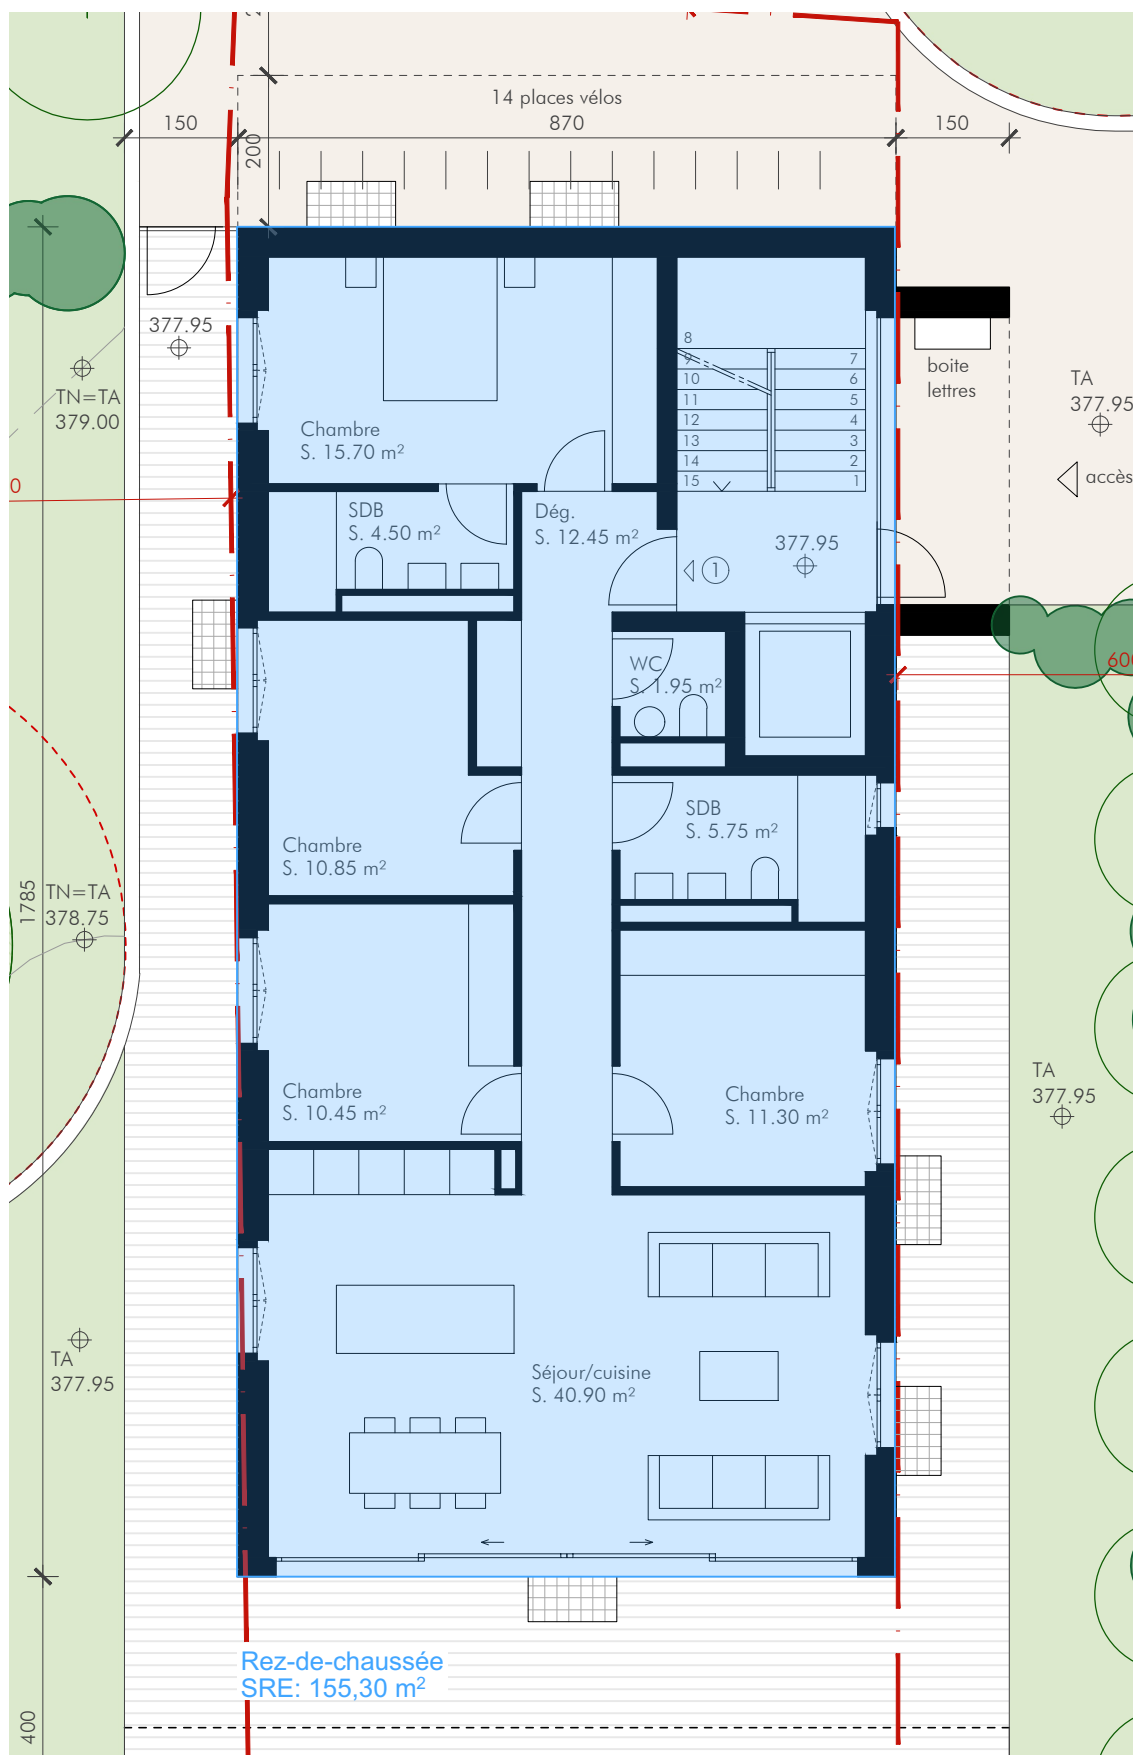 14 places vélos
150
870
150
200
377.95
TN=TA
379.00
boite
lettres
TA
377.95
accès
Chambre
S. 15.70 m²
8
9
10
11
12
13
14
15
7
6
5
4
3
2
1
SDB
S. 4.50 m²
Dég.
S. 12.45 m²
377.95
1
WC
S. 1.95 m²
SDB
S. 5.75 m²
Chambre
S. 10.85 m²
1785
TN=TA
378.75
Chambre
S. 10.45 m²
Chambre
S. 11.30 m²
TA
377.95
TA
377.95
Séjour/cuisine
S. 40.90 m²
Rez-de-chaussée
SRE: 155,30 m²
400